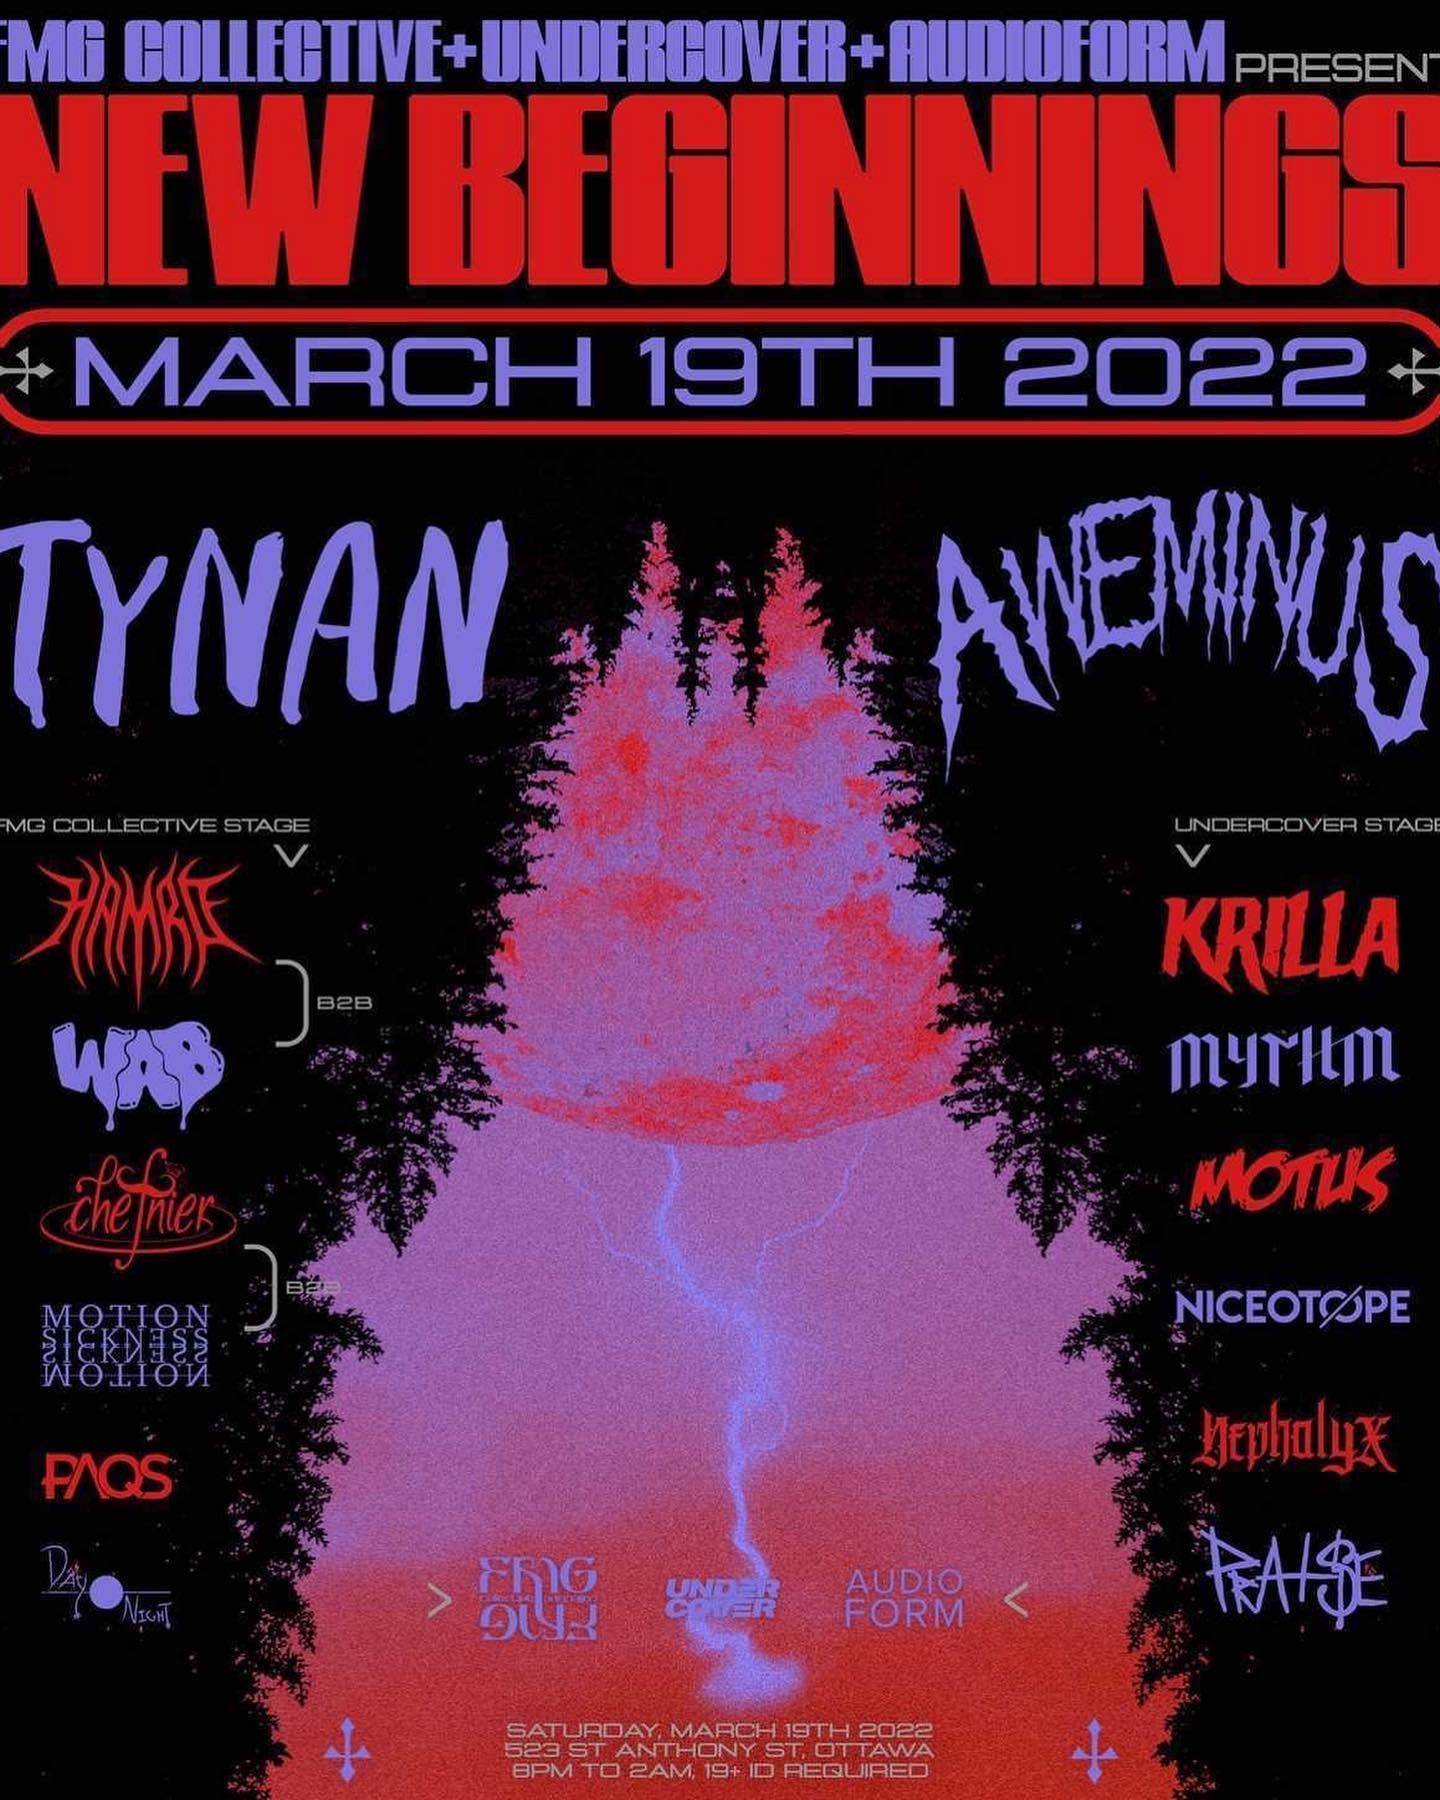 FMG COLLECTIVE+UNDERCOVER+AUDIOFORM PRESENT
NEW BEGINNINGS
MARCH 19TH 2022
TYNAN
AWEMINUS
FMG COLLECTIVE STAGE
HAMRO
B2B
WAB
chefnier
B2B
MOTION
SICKNESS
SICKNESS
MOTION
PAQS
DAY
NIGHT
UNDERCOVER STAGE
KRILLA
MYTHM
MOTUS
NICEOTOPE
Nephalyx
PRAI$E
FMG
UNDER
COVER
AUDIO
FORM
SATURDAY, MARCH 19TH 2022
523 ST ANTHONY ST, OTTAWA
8PM TO 2AM, 19+ ID REQUIRED